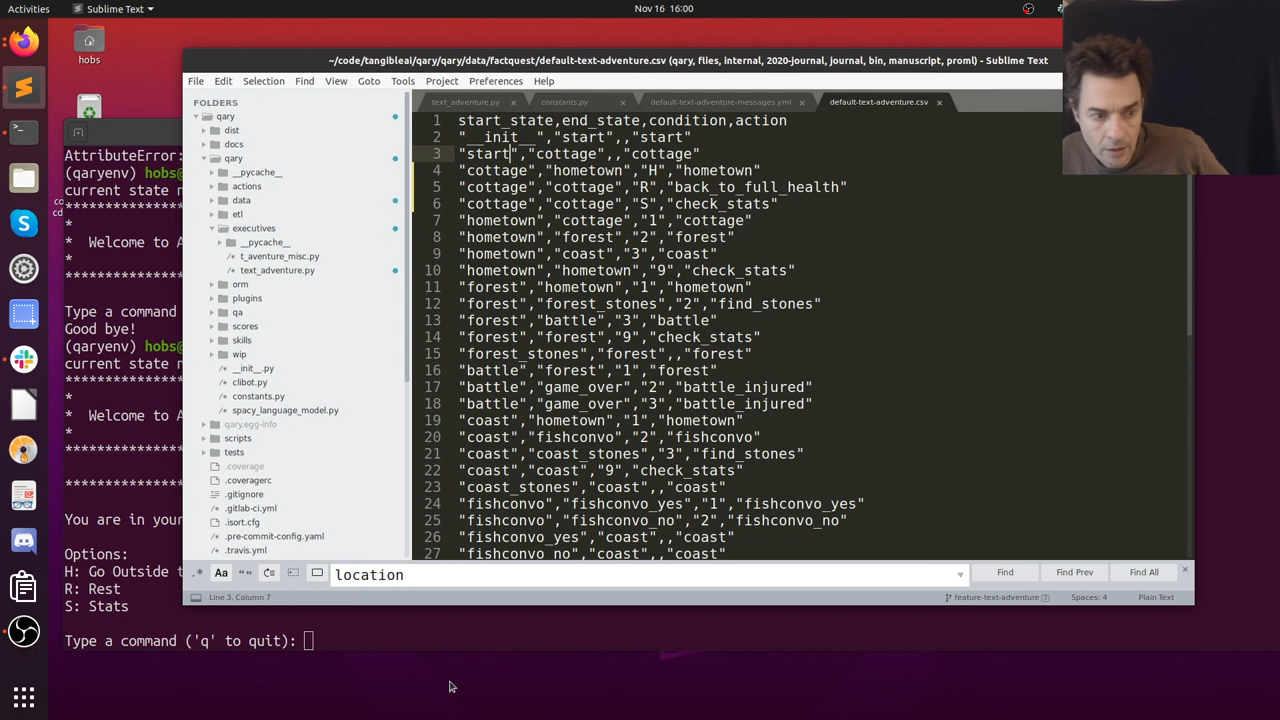 Activities
Sublime Text
Nov 16 16:00
hobs
~/code/tangibleai/qary/qary/data/factquest/default-text-adventure.csv (qary, flies, internal, 2020-journal, journal, bin, manuscript, proml) - Sublime Text
File Edit Selection Find View Goto Tools Project Preferences Help
FOLDERS
qary
dist
docs
qary
__pycache__
actions
data
etl
executives
__pycache__
t_aventure_misc.py
text_adventure.py
orm
plugins
qa
scores
skills
wip
__init__.py
clibot.py
constants.py
spacy_language_model.py
qary.egg-info
scripts
tests
.coverage
.coveragerc
.gitignore
.gitlab-ci.yml
.isort.cfg
.pre-commit-config.yaml
.travis.yml
text_adventure.py
constants.py
default-text-adventure-messages.yml
default-text-adventure.csv
1 start_state,end_state,condition,action
2 "__init__","start",,"start"
3 "start","cottage",,"cottage"
4 "cottage","hometown","H","hometown"
5 "cottage","cottage","R","back_to_full_health"
6 "cottage","cottage","S","check_stats"
7 "hometown","cottage","1","cottage"
8 "hometown","forest","2","forest"
9 "hometown","coast","3","coast"
10 "hometown","hometown","9","check_stats"
11 "forest","hometown","1","hometown"
12 "forest","forest_stones","2","find_stones"
13 "forest","battle","3","battle"
14 "forest","forest","9","check_stats"
15 "forest_stones","forest",,"forest"
16 "battle","forest","1","forest"
17 "battle","game_over","2","battle_injured"
18 "battle","game_over","3","battle_injured"
19 "coast","hometown","1","hometown"
20 "coast","fishconvo","2","fishconvo"
21 "coast","coast_stones","3","find_stones"
22 "coast","coast","9","check_stats"
23 "coast_stones","coast",,"coast"
24 "fishconvo","fishconvo_yes","1","fishconvo_yes"
25 "fishconvo","fishconvo_no","2","fishconvo_no"
26 "fishconvo_yes","coast",,"coast"
27 "fishconvo_no","coast",,"coast"
Aa
location
Find
Find Prev
Find All
Line 3, Column 7
feature-text-adventure
Spaces: 4
Plain Text
AttributeError:
(qaryenv) hobs@
current state
********************
*
* Welcome to A
*
********************
Type a command
Good bye!
(qaryenv) hobs@
current state
********************
*
* Welcome to A
*
********************
********************
You are in your
Options:
H: Go Outside
R: Rest
S: Stats
Type a command ('q' to quit):